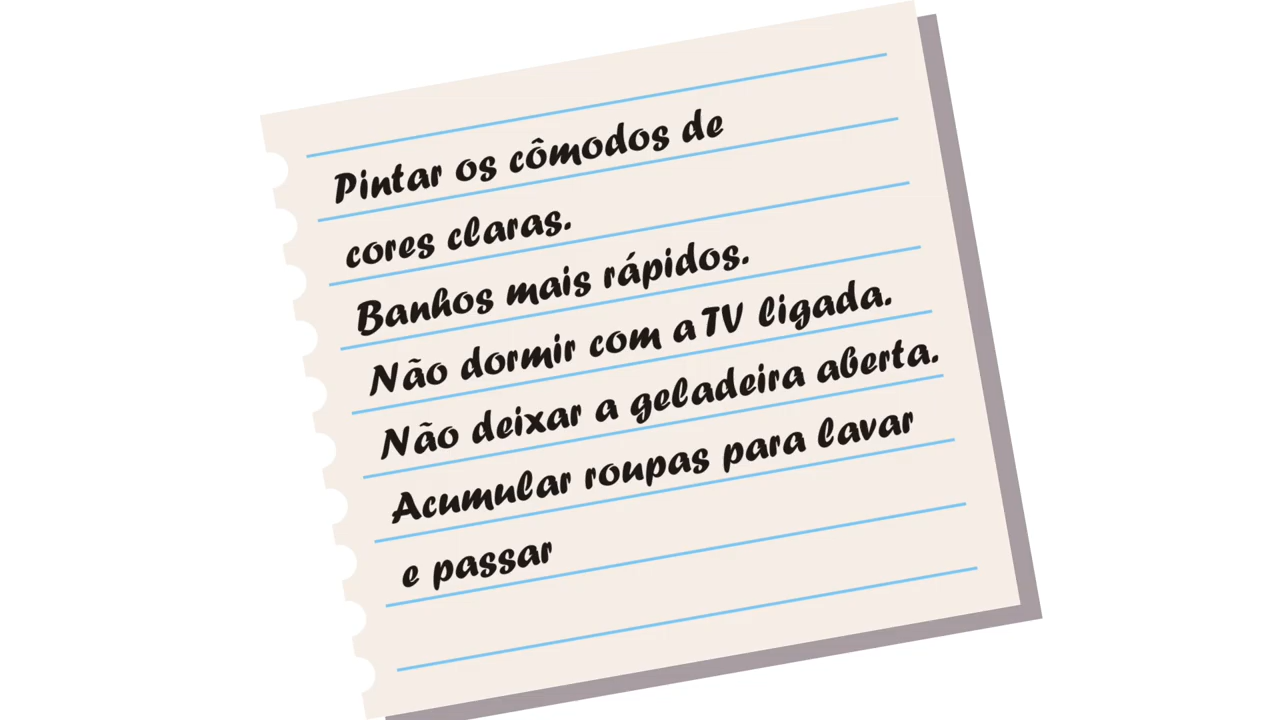 Pintar os cômodos de
cores claras.
Banhos mais rápidos.
Não dormir com a TV ligada.
Não deixar a geladeira aberta.
Acumular roupas para lavar
e passar